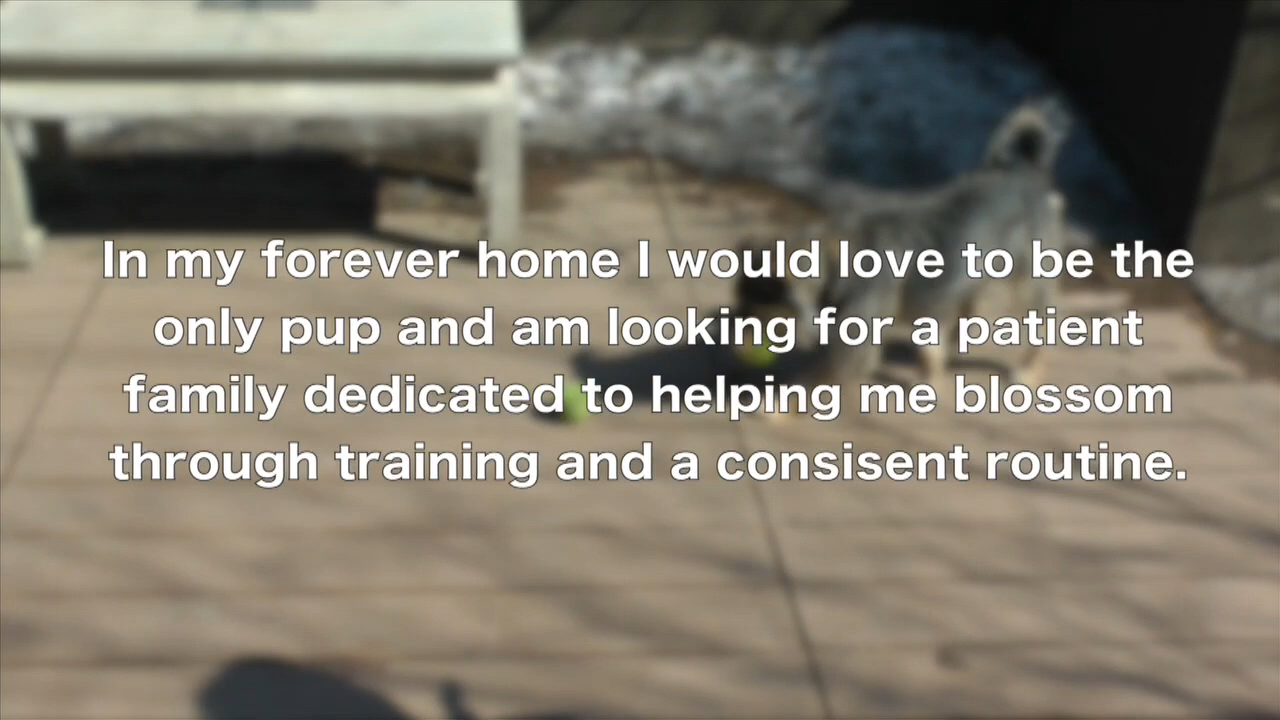 In my forever home I would love to be the
only pup and am looking for a patient
family dedicated to helping me blossom
through training and a consisent routine.